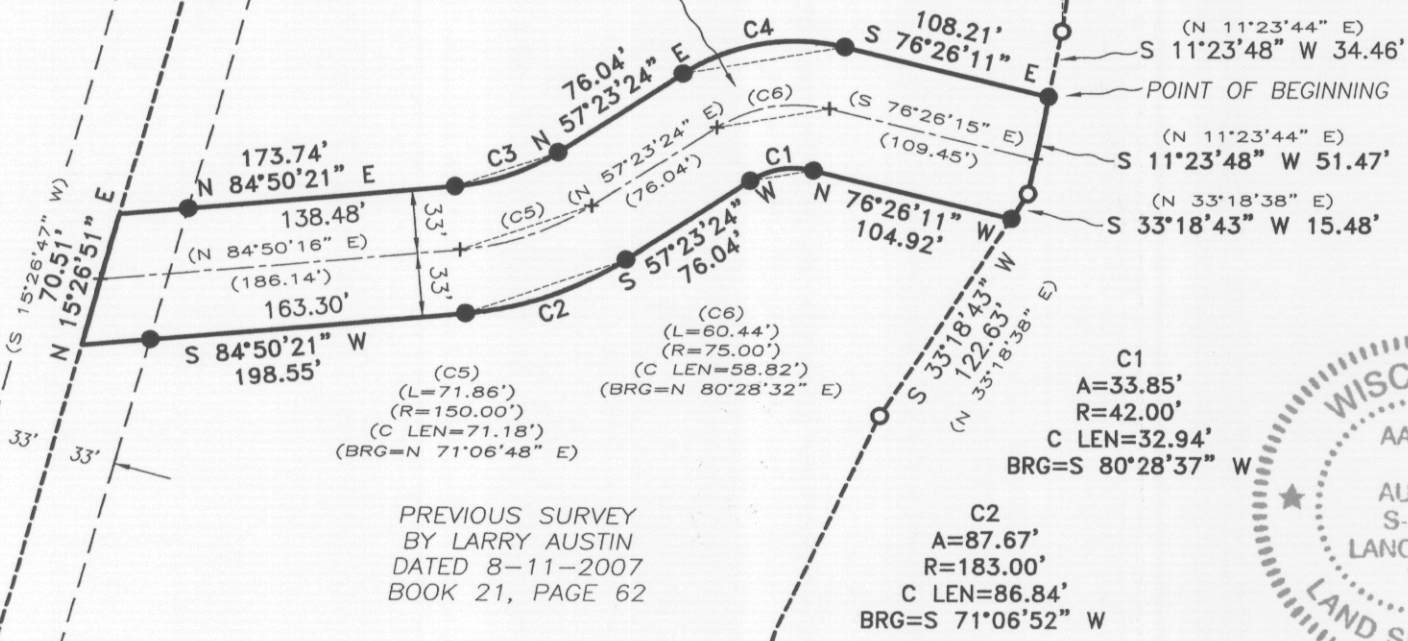 C4
108.21'
S 76°26'11" E
(N 11°23'44" E)
S 11°23'48" W 34.46'
POINT OF BEGINNING
(N 11°23'44" E)
S 11°23'48" W 51.47'
(N 33°18'38" E)
S 33°18'43" W 15.48'
76.04'
N 57°23'24" E
C3
(C6)
(S 76°26'15" E)
(109.45')
(N 57°23'24" E)
(76.04')
(C5)
C1
N 76°26'11" W
104.92'
173.74'
N 84°50'21" E
138.48'
33'
33'
(N 84°50'16" E)
(186.14')
163.30'
S 84°50'21" W
198.55'
(S 15°26'47" W)
70.51'
N 15°26'51" E
C2
S 57°23'24" W
76.04'
33'
33'
(C5)
(L=71.86')
(R=150.00')
(C LEN=71.18')
(BRG=N 71°06'48" E)
(C6)
(L=60.44')
(R=75.00')
(C LEN=58.82')
(BRG=N 80°28'32" E)
S 33°18'43" W
122.63'
(N 33°18'38" E)
C1
A=33.85'
R=42.00'
C LEN=32.94'
BRG=S 80°28'37" W
C2
A=87.67'
R=183.00'
C LEN=86.84'
BRG=S 71°06'52" W
PREVIOUS SURVEY
BY LARRY AUSTIN
DATED 8-11-2007
BOOK 21, PAGE 62
WISC
AA
AU
S-
LANC
LAND S